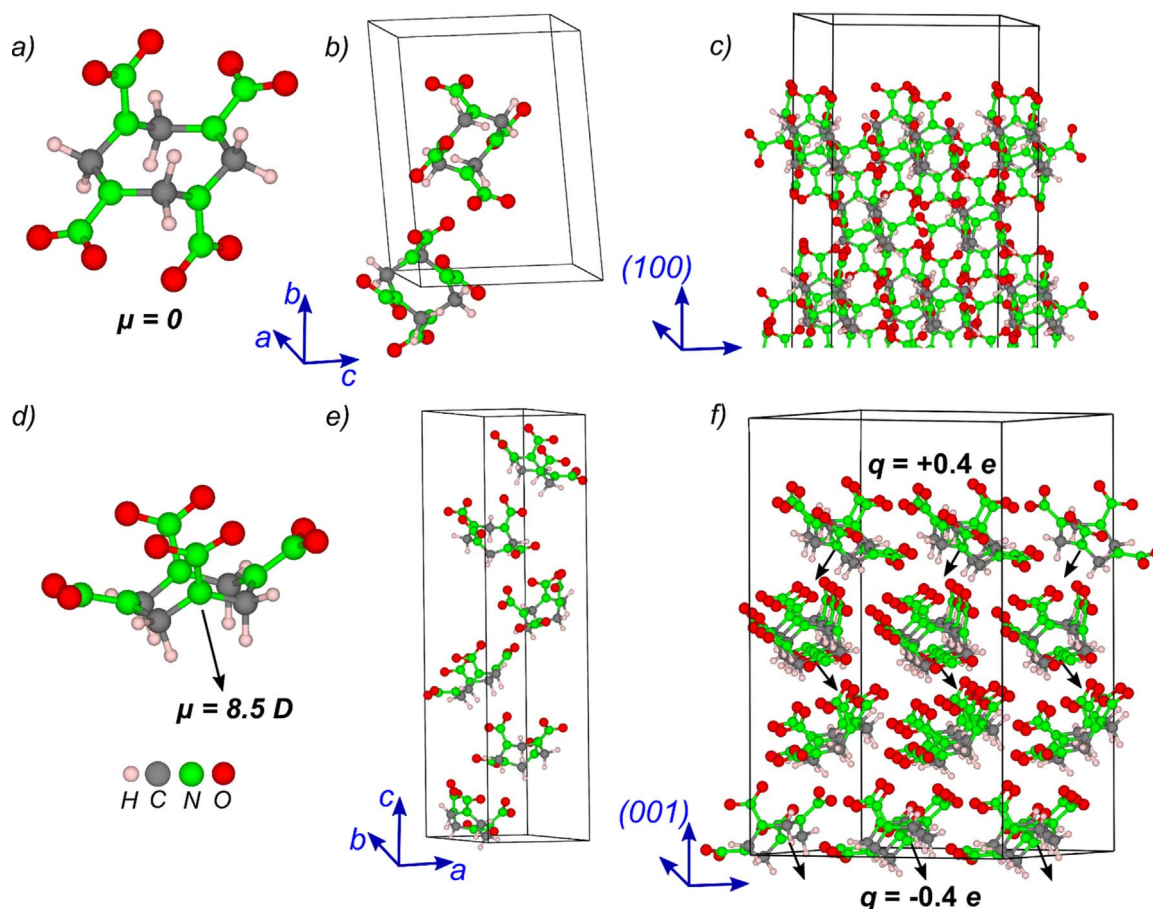 a)
b)
c)
μ = 0
b
a
c
(100)
d)
e)
f)
q = +0.4 e
μ = 8.5 D
H C N O
c
b
a
(001)
q = -0.4 e